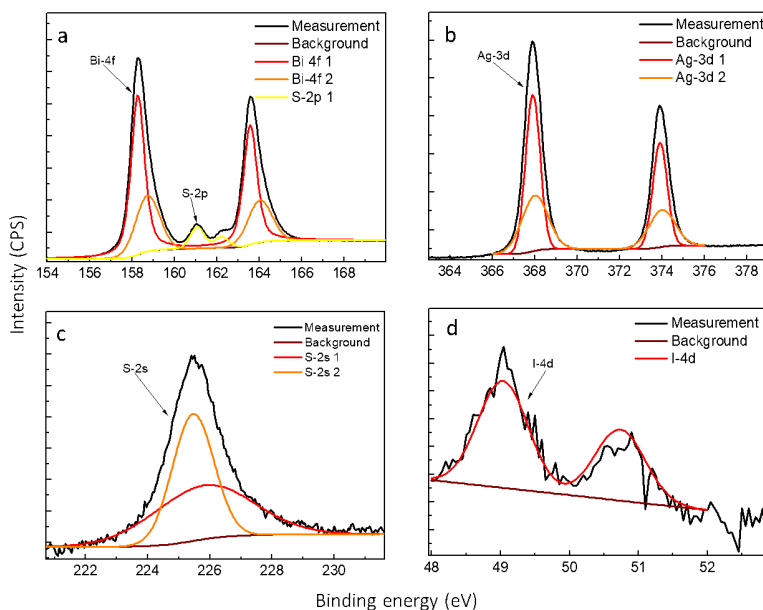 a
Measurement
Background
Bi-4f 1
Bi-4f 2
S-2p 1
Bi-4f
S-2p
154 156 158 160 162 164 166 168
b
Measurement
Background
Ag-3d 1
Ag-3d 2
Ag-3d
364 366 368 370 372 374 376 378
Intensity (CPS)
c
Measurement
Background
S-2s 1
S-2s 2
S-2s
222 224 226 228 230
d
Measurement
Background
I-4d
I-4d
48 49 50 51 52
Binding energy (eV)